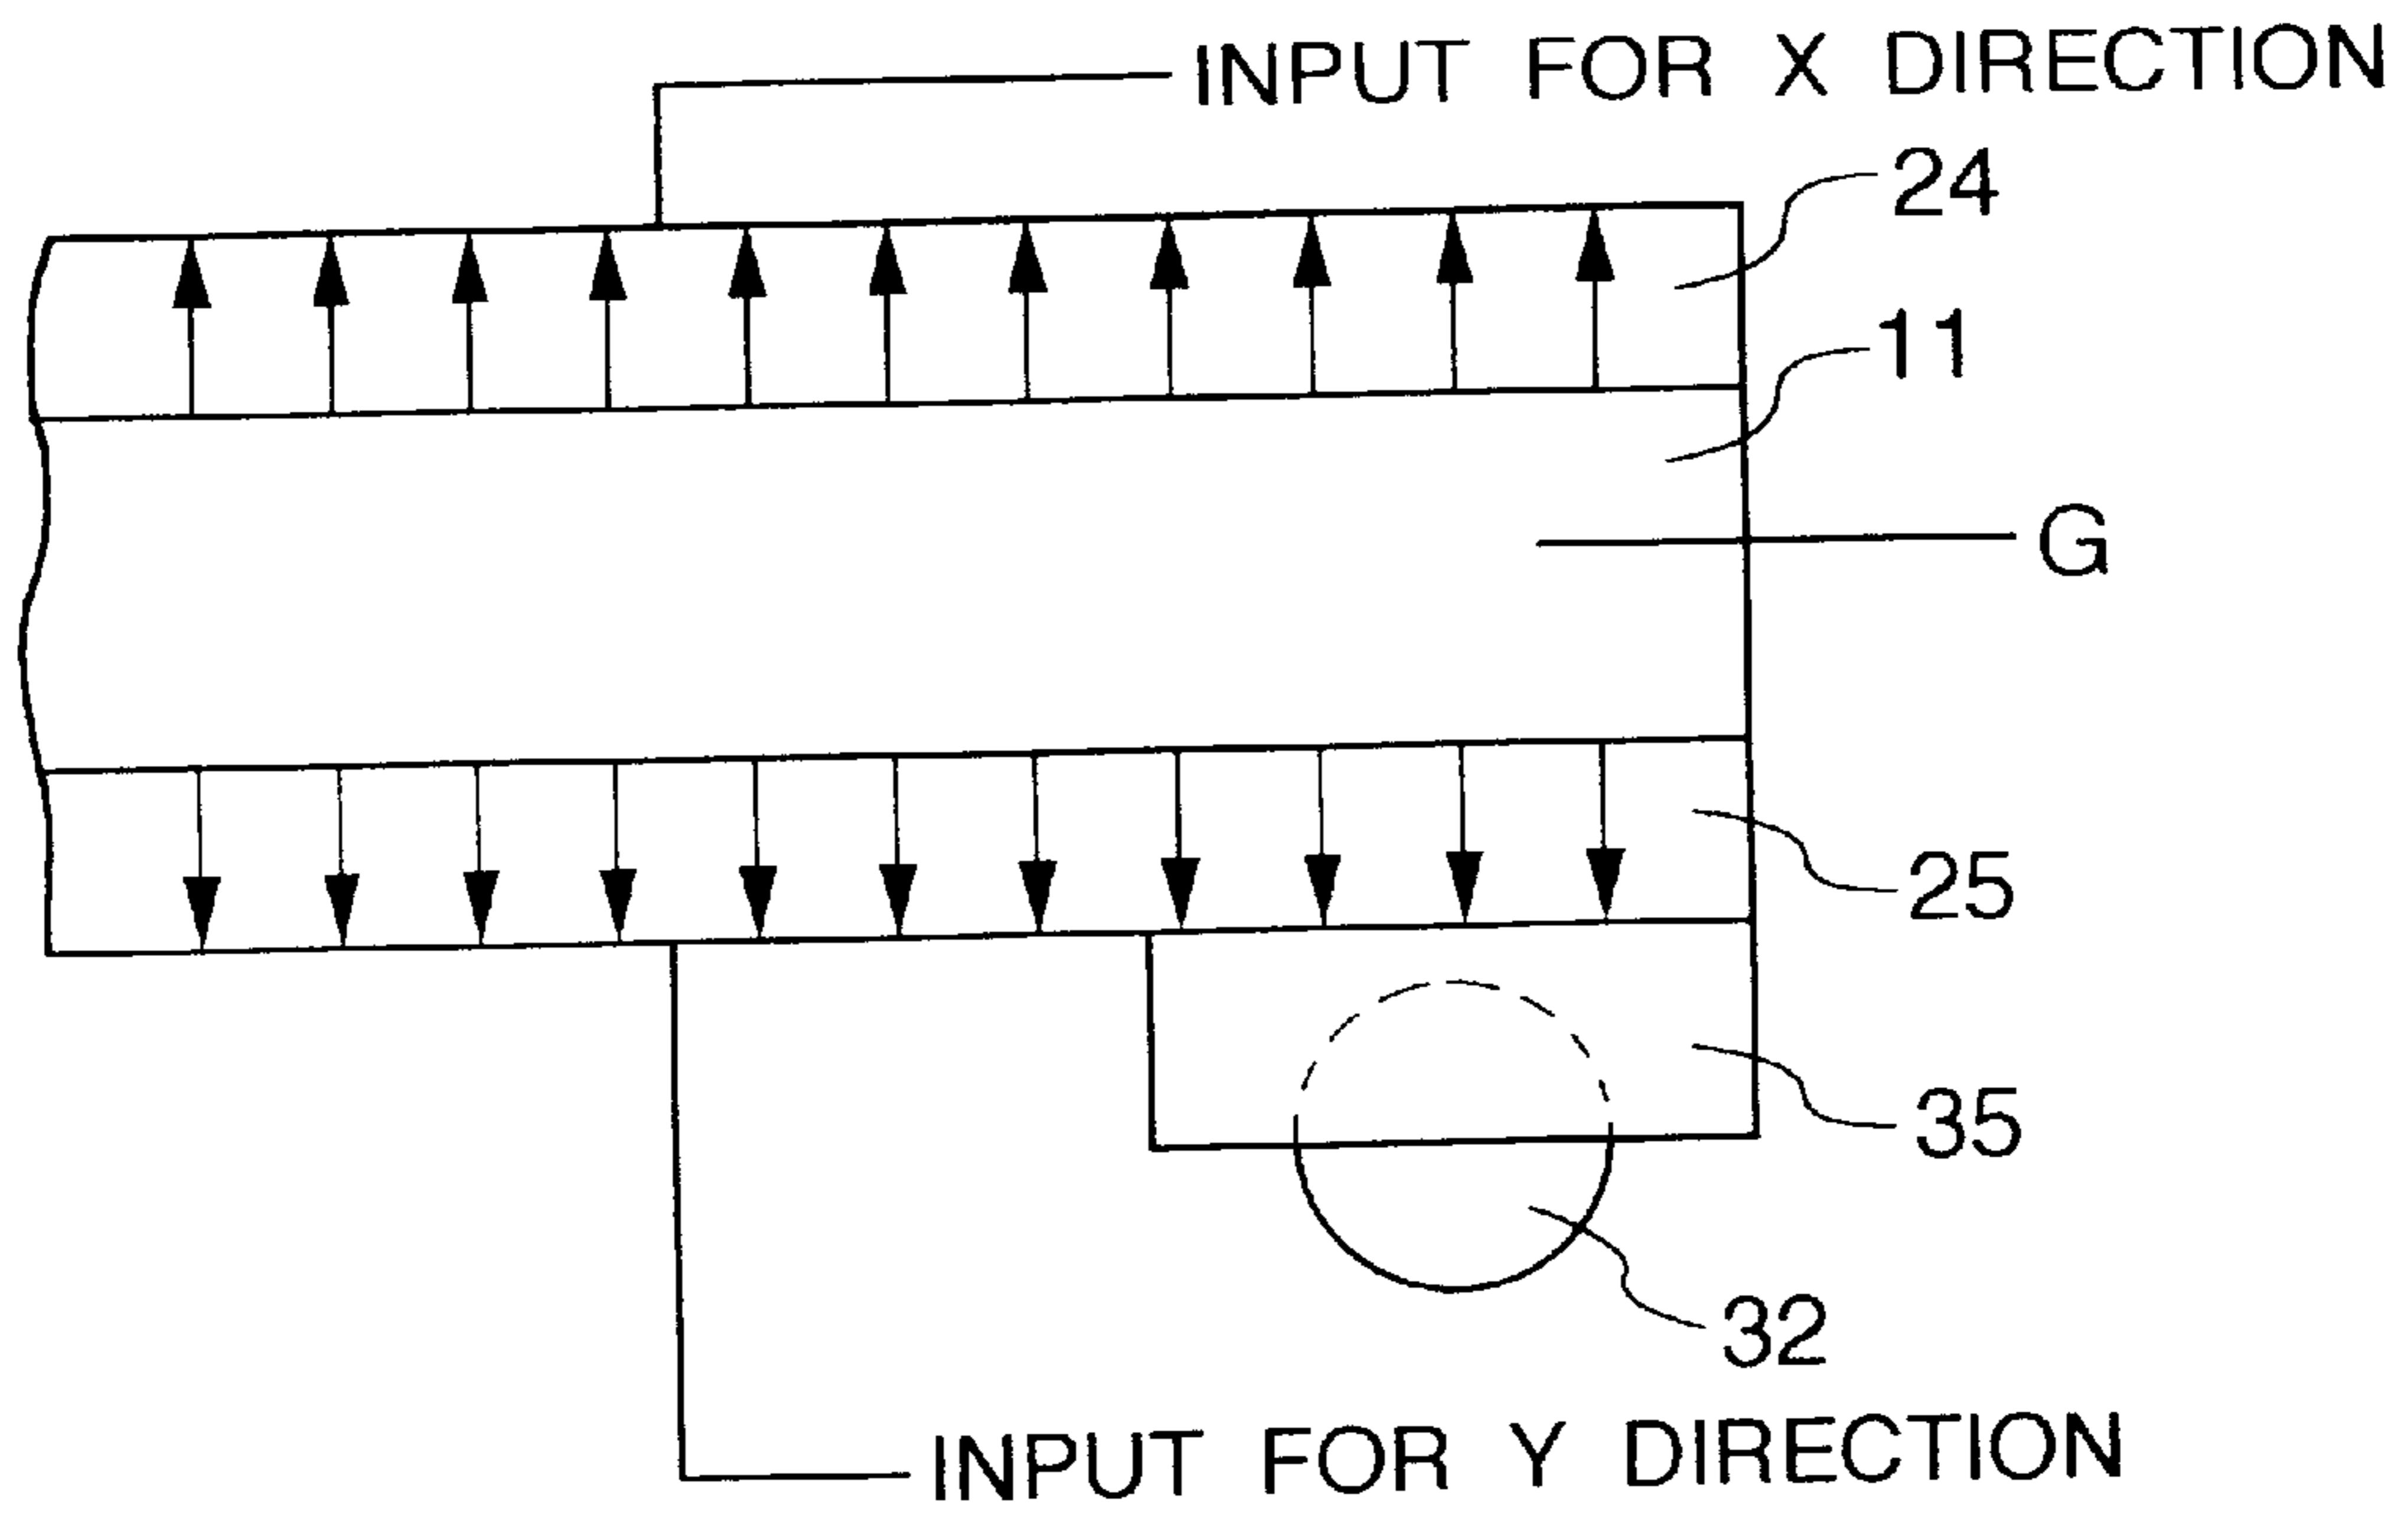 INPUT FOR X DIRECTION
24
11
G
25
35
32
INPUT FOR Y DIRECTION